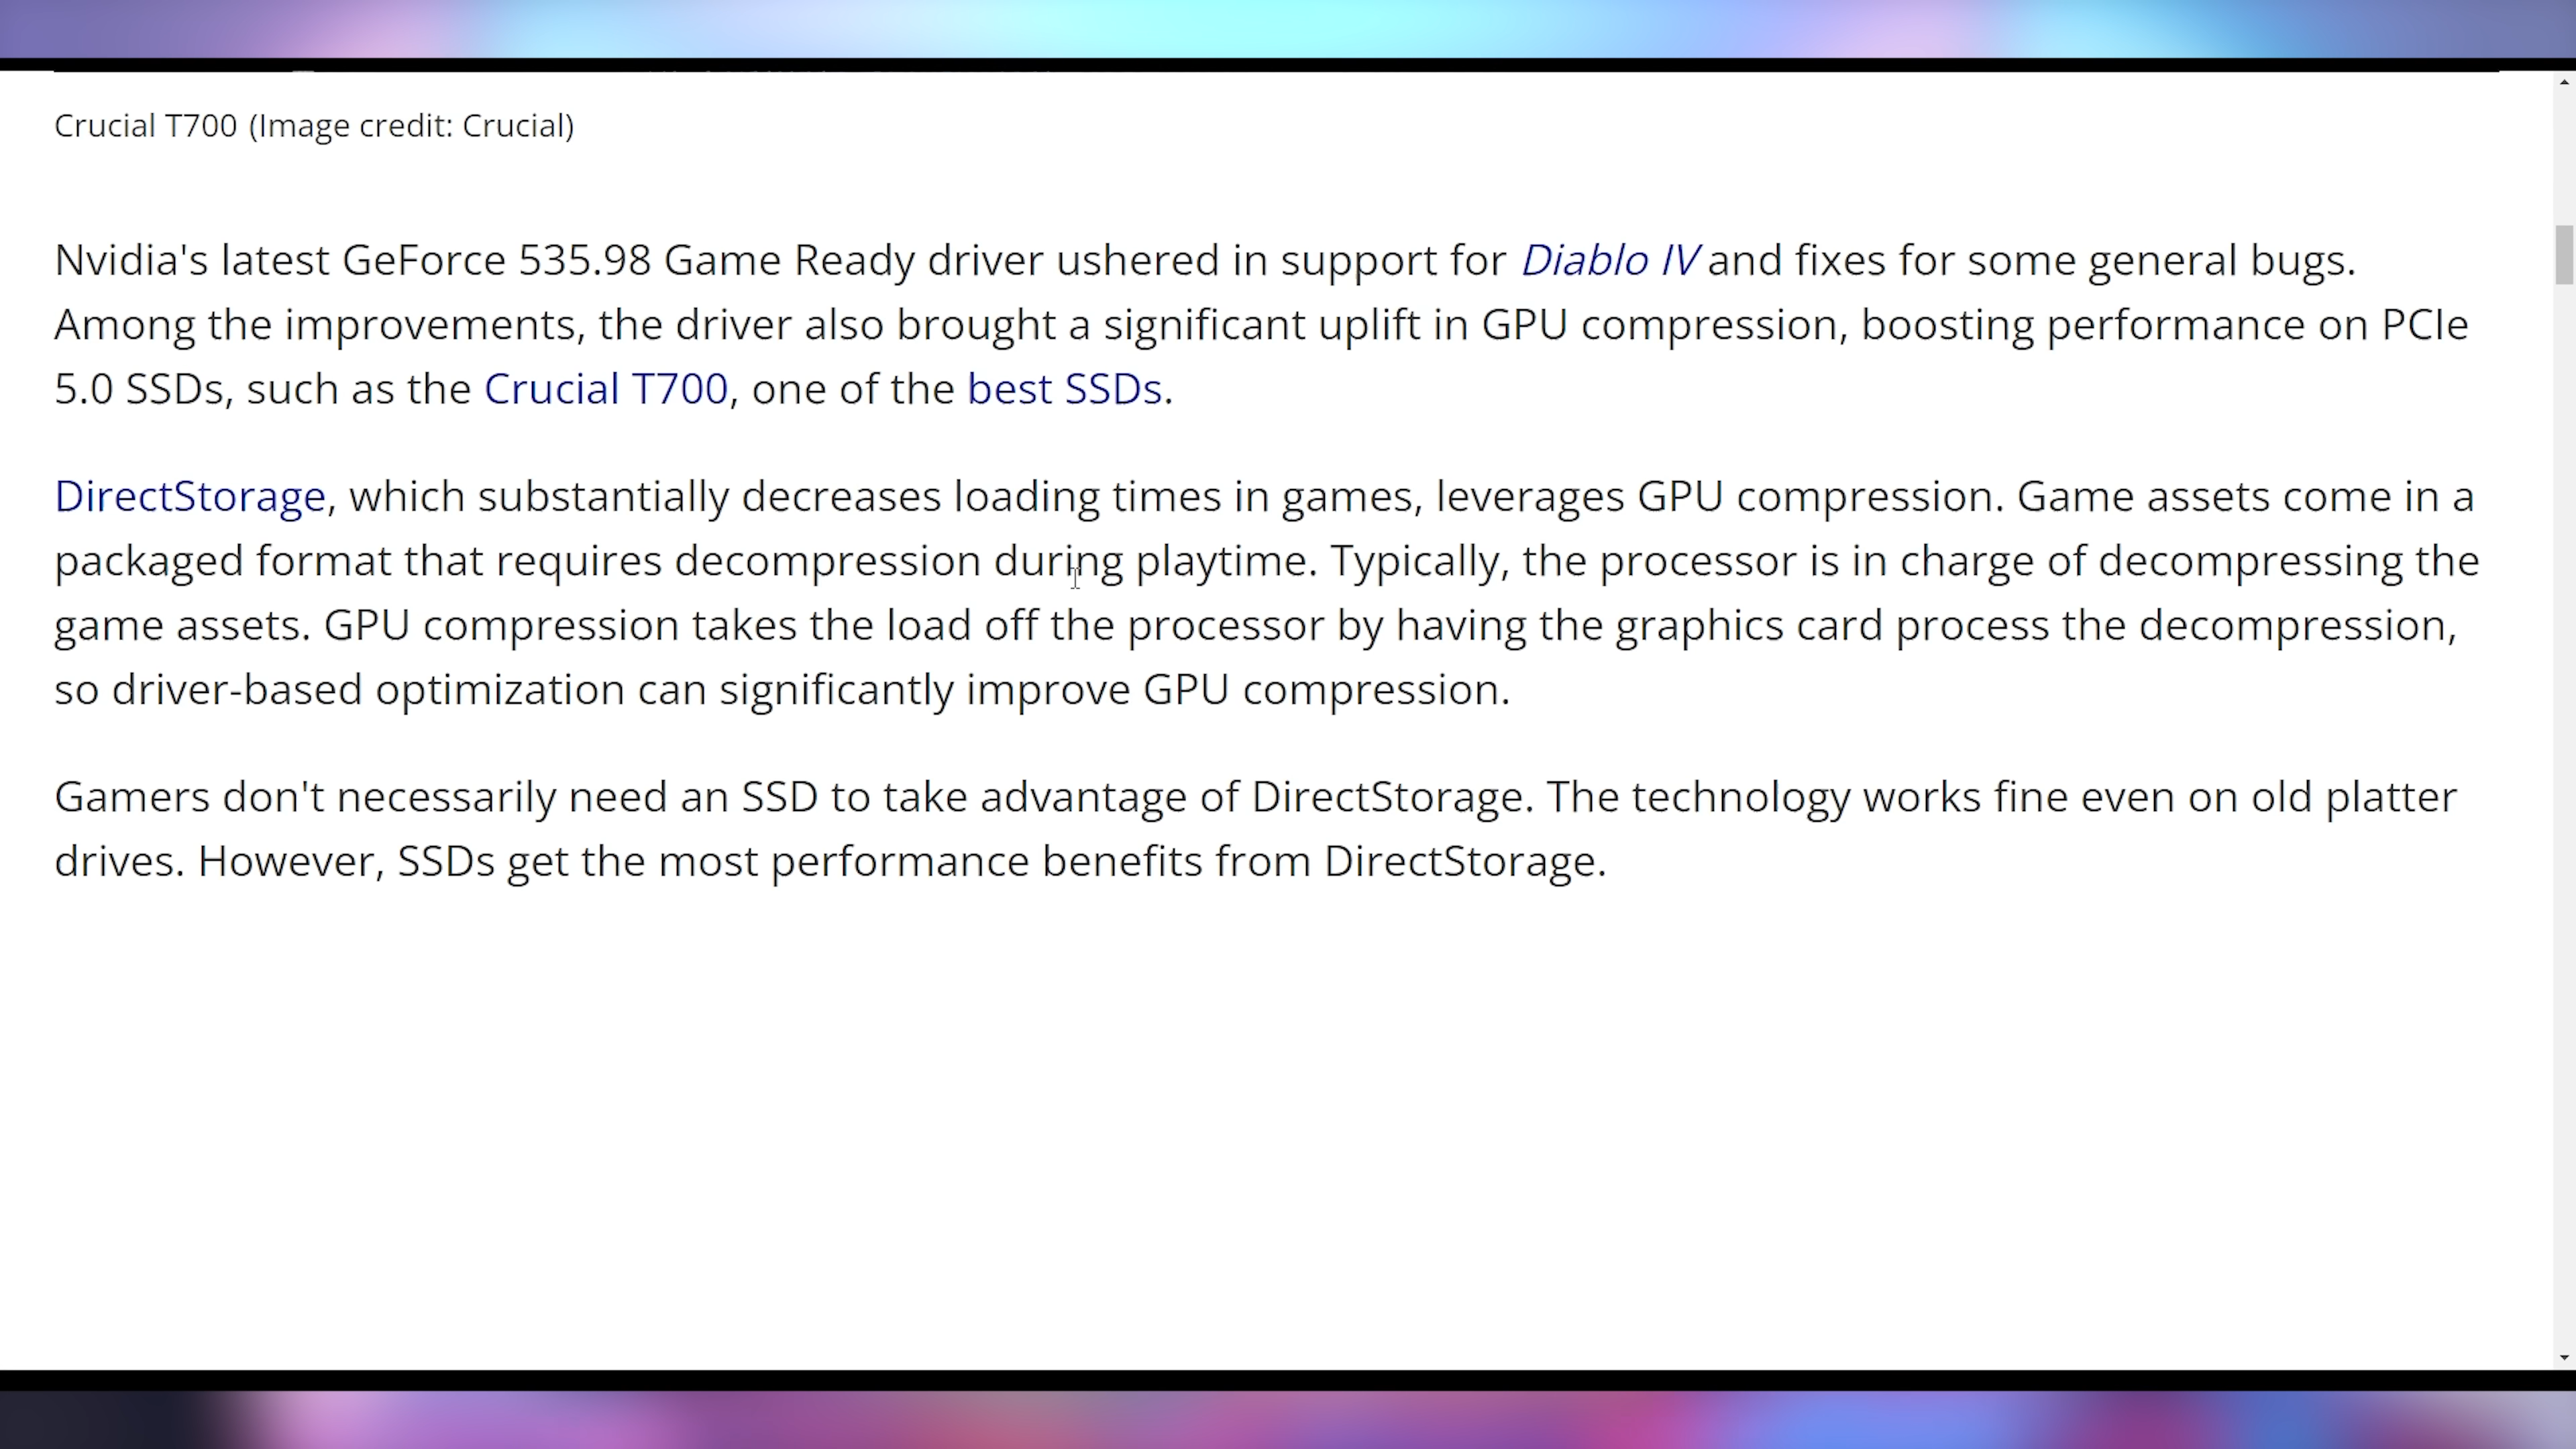 Crucial T700 (Image credit: Crucial)
Nvidia's latest GeForce 535.98 Game Ready driver ushered in support for Diablo IV and fixes for some general bugs.
Among the improvements, the driver also brought a significant uplift in GPU compression, boosting performance on PCIe
5.0 SSDs, such as the Crucial T700, one of the best SSDs.
DirectStorage, which substantially decreases loading times in games, leverages GPU compression. Game assets come in a
packaged format that requires decompression during playtime. Typically, the processor is in charge of decompressing the
game assets. GPU compression takes the load off the processor by having the graphics card process the decompression,
so driver-based optimization can significantly improve GPU compression.
Gamers don't necessarily need an SSD to take advantage of DirectStorage. The technology works fine even on old platter
drives. However, SSDs get the most performance benefits from DirectStorage.